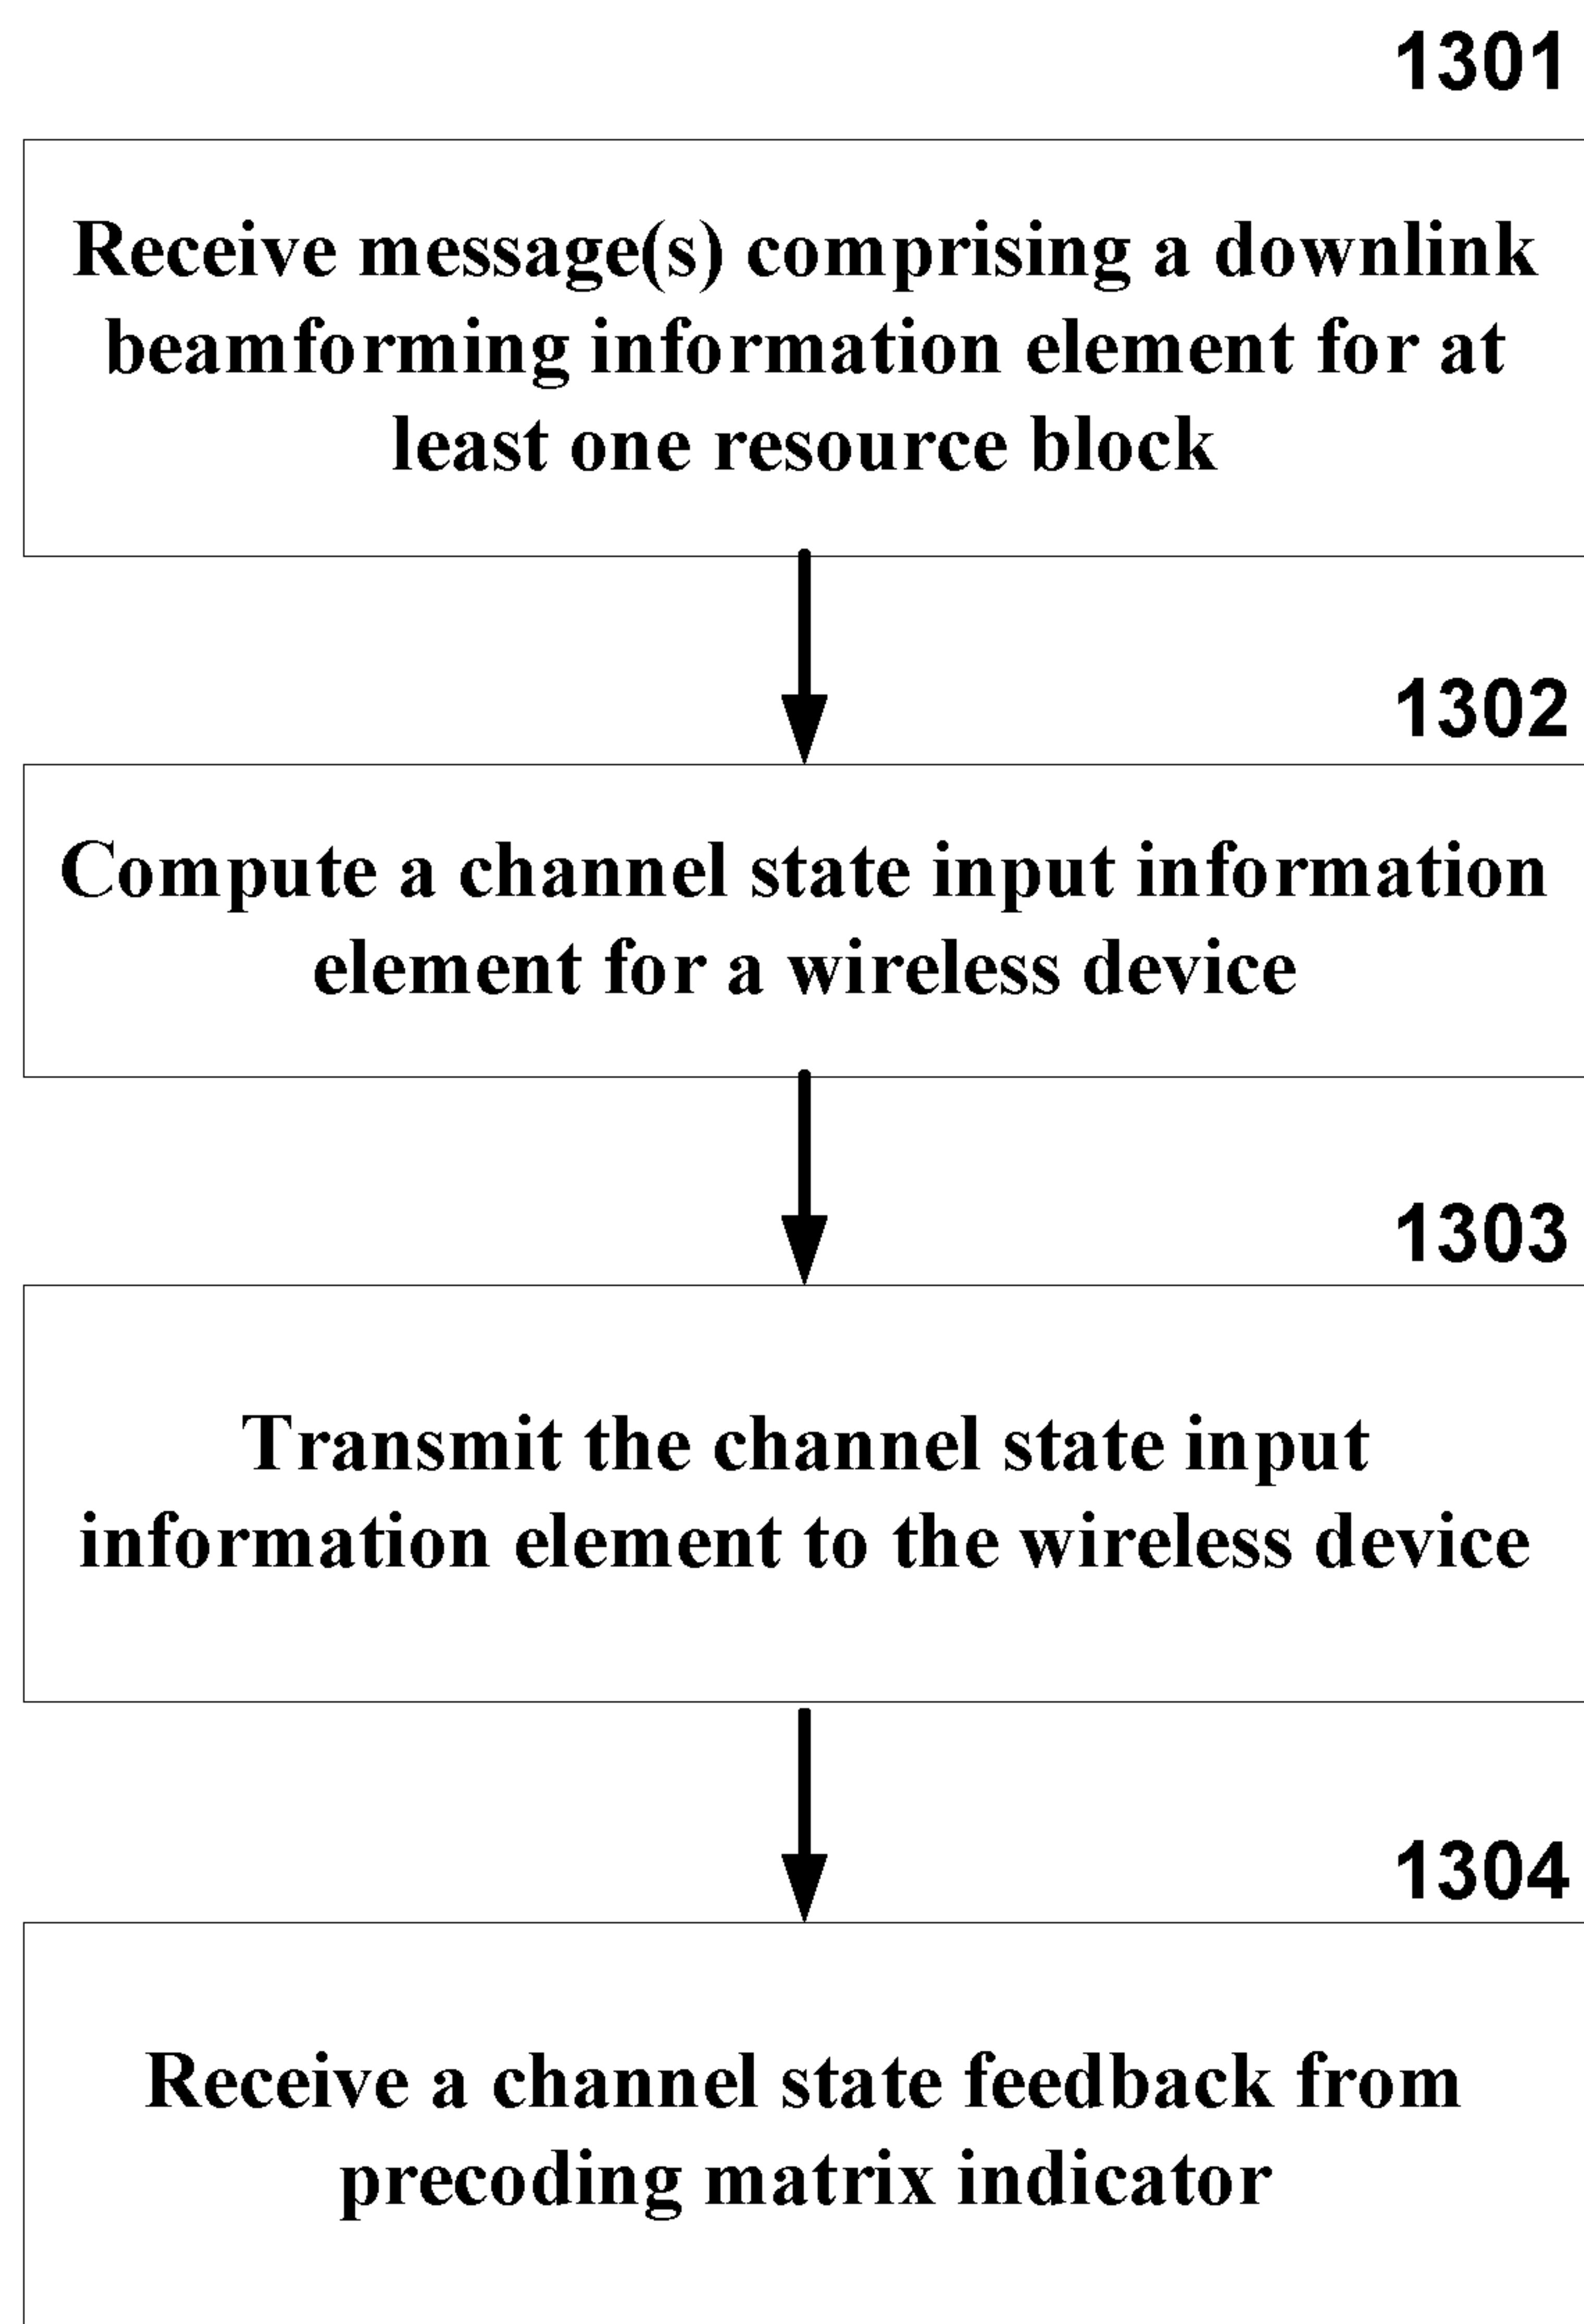 1301
Receive message(s) comprising a downlink
beamforming information element for at
least one resource block
1302
Compute a channel state input information
element for a wireless device
1303
Transmit the channel state input
information element to the wireless device
1304
Receive a channel state feedback from
precoding matrix indicator